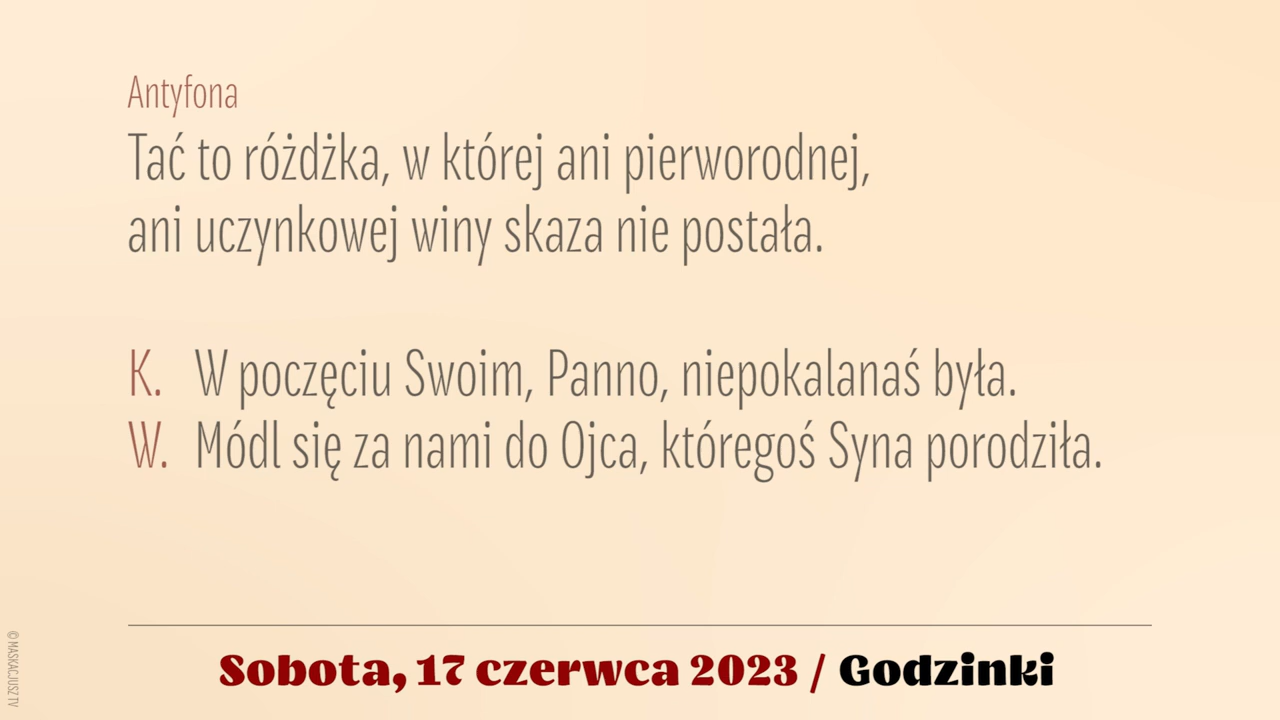 Antyfona
Tać to różdżka, w której ani pierworodnej,
ani uczynkowej winy skaza nie postała.
K. W poczęciu Swoim, Panno, niepokalanaś była.
W. Módl się za nami do Ojca, któregoś Syna porodziła.
Sobota, 17 czerwca 2023 / Godzinki
© MASKACJUSZ TV